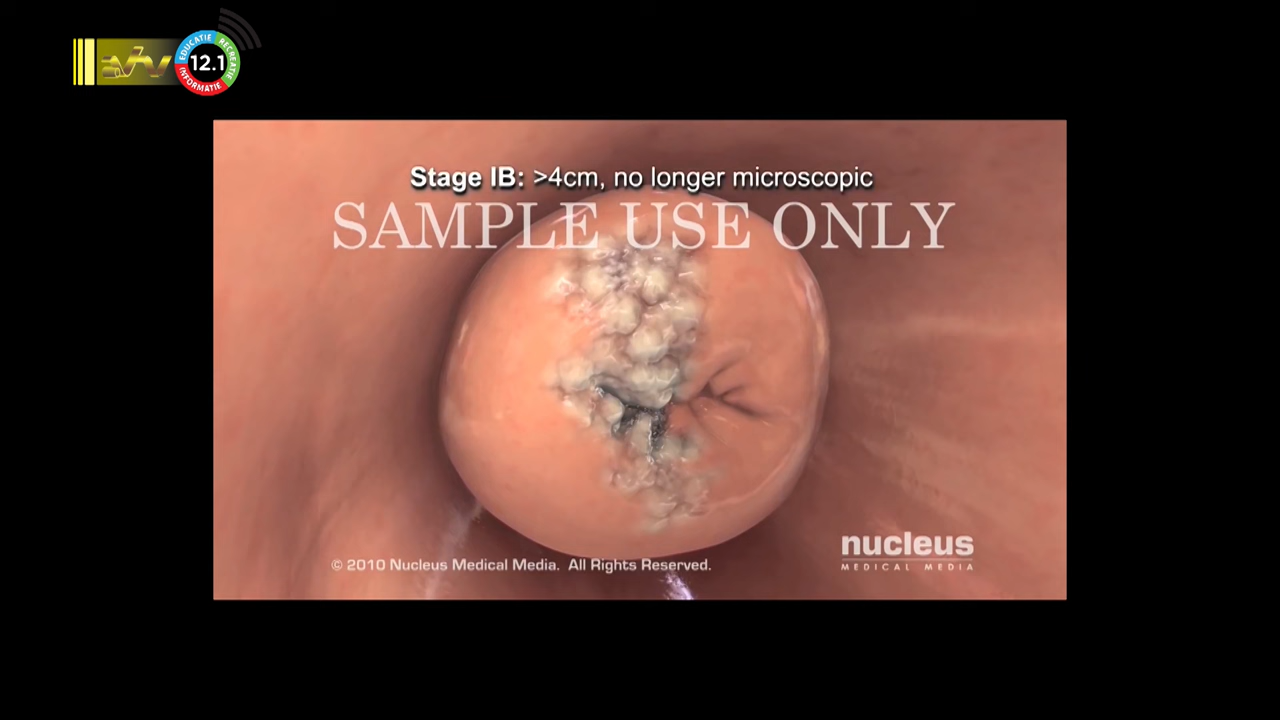 EDUCATIE
RECREATIE
INFORMATIE
12.1
Stage IB: >4cm, no longer microscopic
SAMPLE USE ONLY
© 2010 Nucleus Medical Media. All Rights Reserved.
nucleus
MEDICAL MEDIA